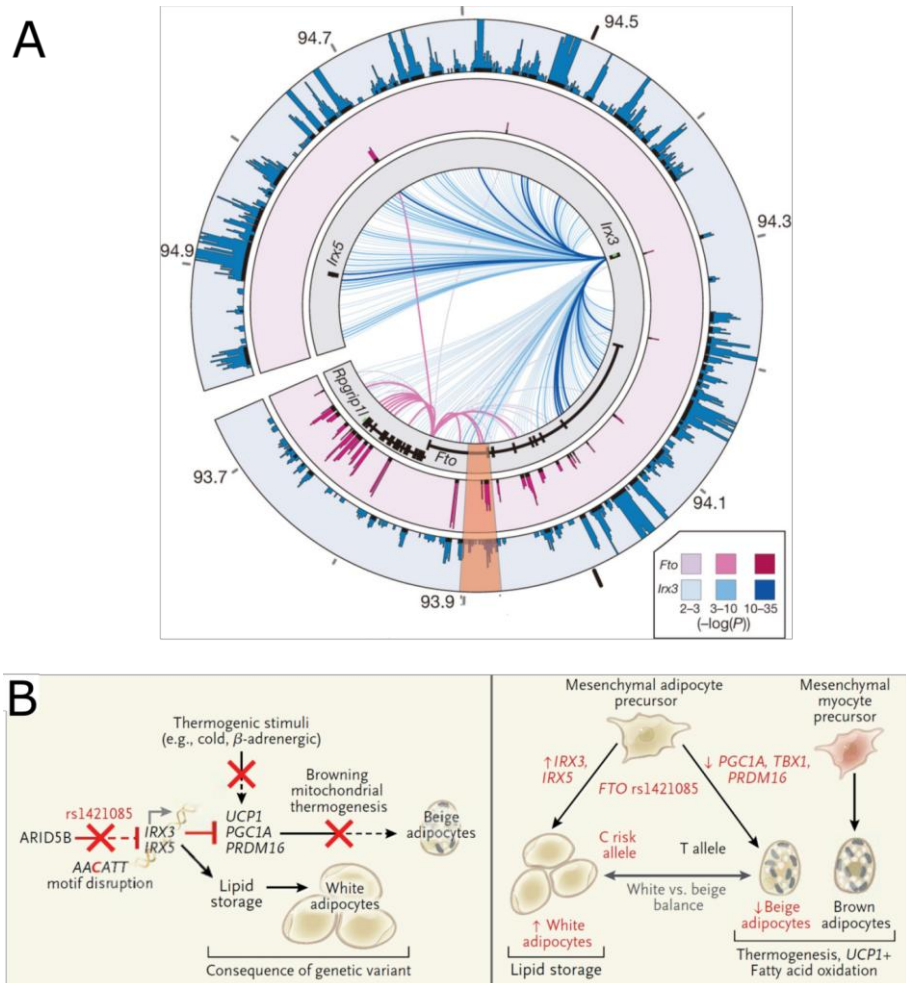 A
94.5
94.7
94.3
94.9
Irx3
Irx5
Rpgrip1l
Fto
93.7
94.1
93.9
Fto
Irx3
2–3 3–10 10–35
(–log(P))
B
Thermogenic stimuli
(e.g., cold, β-adrenergic)
Browning
mitochondrial
thermogenesis
rs1421085
ARID5B
IRX3
IRX5
UCP1
PGC1A
PRDM16
Beige
adipocytes
AACATT
motif disruption
Lipid
storage
White
adipocytes
Consequence of genetic variant
Mesenchymal adipocyte
precursor
Mesenchymal
myocyte
precursor
↑ IRX3,
IRX5
↓ PGC1A, TBX1,
PRDM16
FTO rs1421085
C risk
allele
T allele
White vs. beige
balance
↑ White
adipocytes
↓ Beige
adipocytes
Brown
adipocytes
Lipid storage
Thermogenesis, UCP1+
Fatty acid oxidation